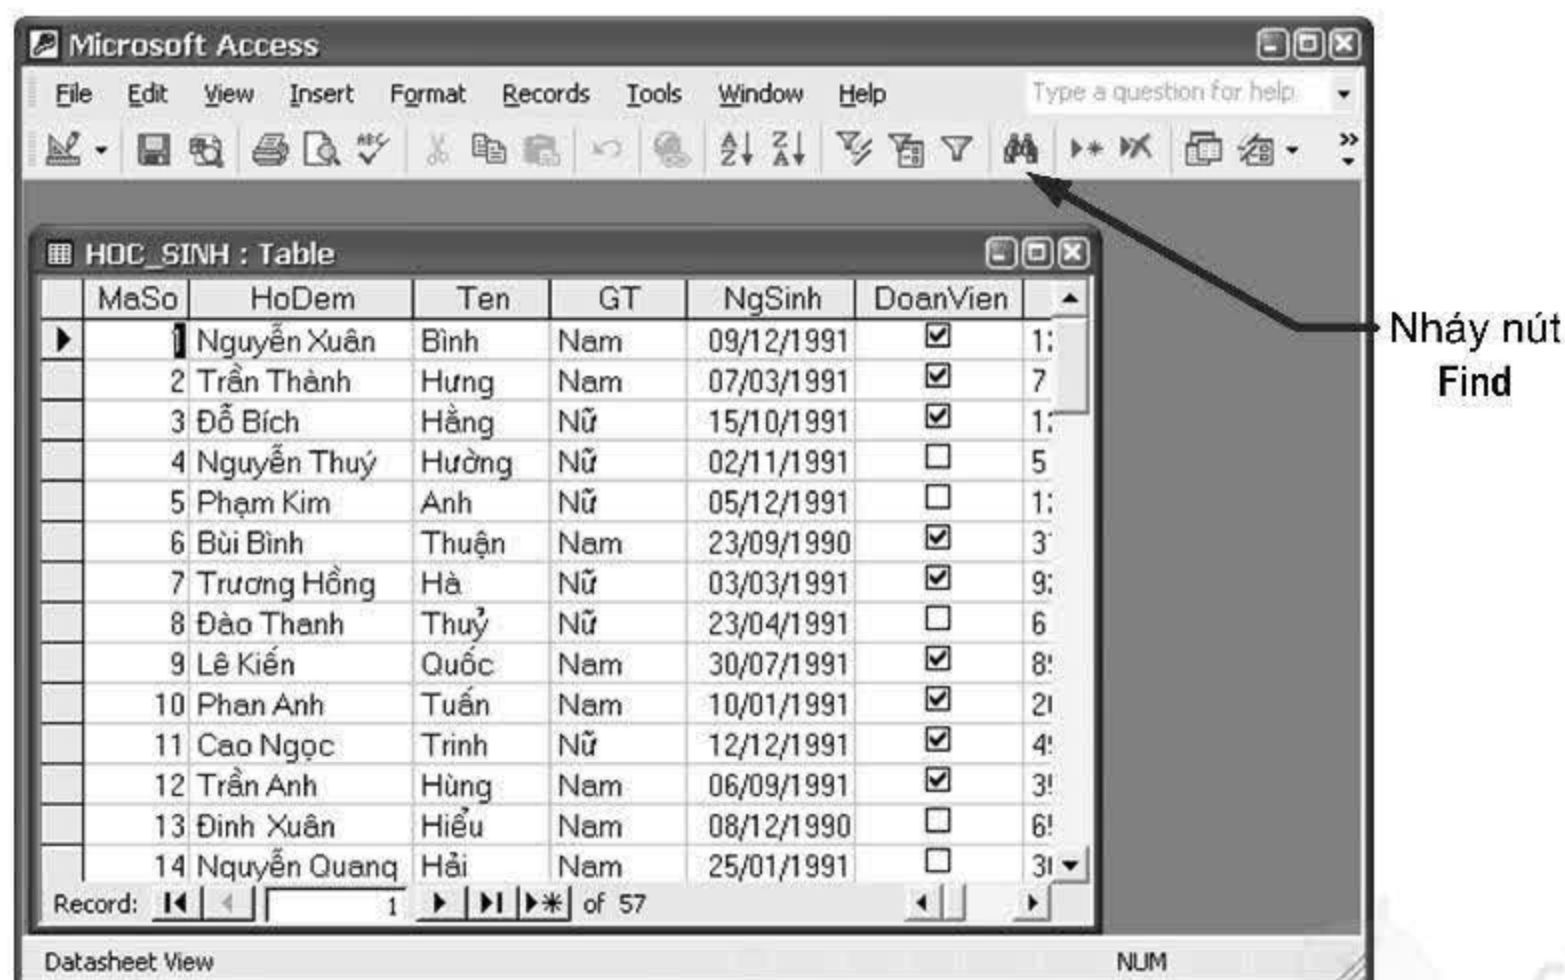 Microsoft Access
File Edit View Insert Format Records Tools Window Help Type a question for help
HOC_SINH : Table
MaSo HoDem Ten GT NgSinh DoanVien
1 Nguyễn Xuân Bình Nam 09/12/1991
2 Trần Thành Hưng Nam 07/03/1991 7
3 Đỗ Bích Hằng Nữ 15/10/1991
4 Nguyễn Thuý Hường Nữ 02/11/1991 5
5 Phạm Kim Anh Nữ 05/12/1991
6 Bùi Bình Thuận Nam 23/09/1990
7 Trương Hồng Hà Nữ 03/03/1991
8 Đào Thanh Thuỷ Nữ 23/04/1991 6
9 Lê Kiến Quốc Nam 30/07/1991
10 Phan Anh Tuấn Nam 10/01/1991
11 Cao Ngọc Trinh Nữ 12/12/1991
12 Trần Anh Hùng Nam 06/09/1991
13 Đinh Xuân Hiểu Nam 08/12/1990
14 Nguyễn Quang Hải Nam 25/01/1991
Record: 1 of 57
Datasheet View NUM
Nháy nút
Find